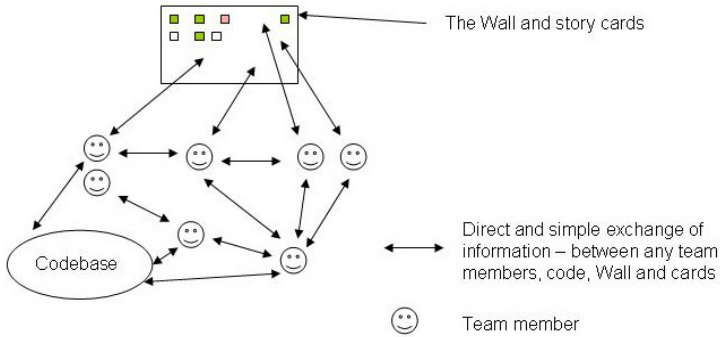 The Wall and story cards
Codebase
Direct and simple exchange of
information – between any team
members, code, Wall and cards
Team member